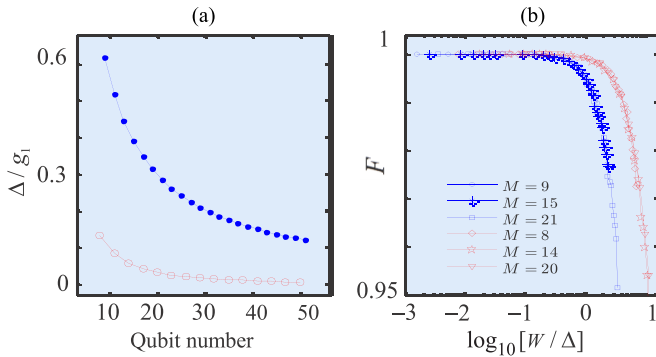 (a)
(b)
0.6
0.3
0
Δ/g₁
10 20 30 40 50
Qubit number
1
0.95
F
M = 9
M = 15
M = 21
M = 8
M = 14
M = 20
−3 −2 −1 0 1
log₁₀[W/Δ]